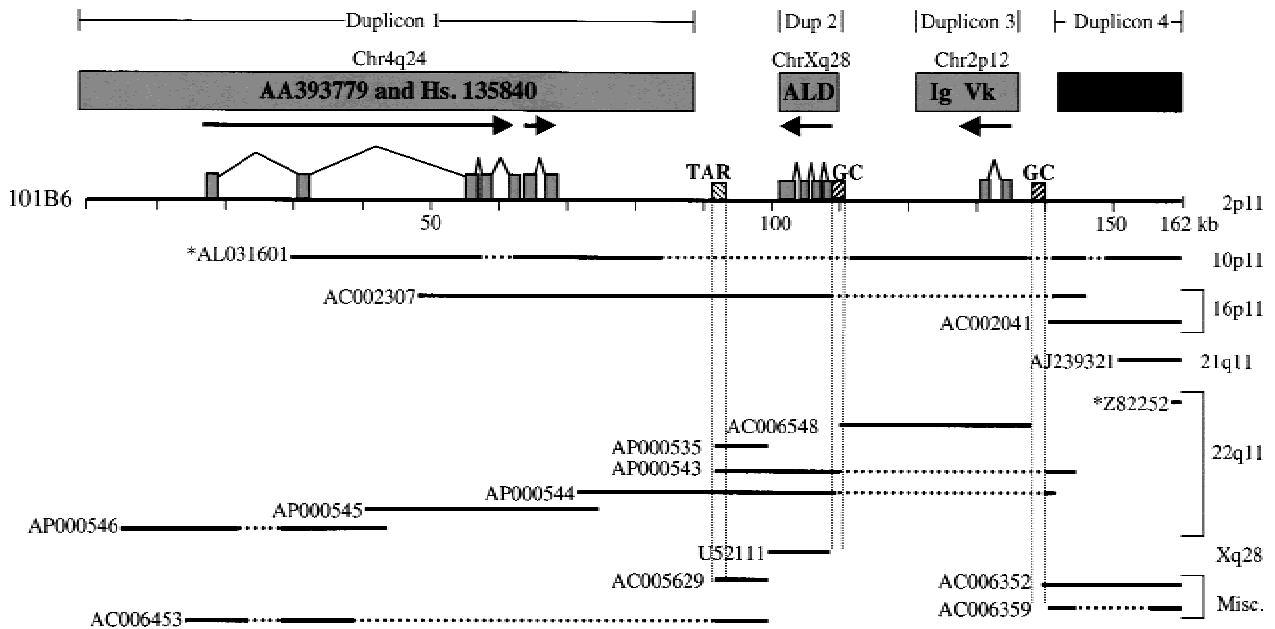 Duplicon 1
Dup 2
Duplicon 3
Duplicon 4
Chr4q24
ChrXq28
Chr2p12
AA393779 and Hs. 135840
ALD
Ig Vk
TAR
GC
GC
101B6
2p11
50
100
150
162 kb
*AL031601
10p11
AC002307
16p11
AC002041
AJ239321
21q11
*Z82252
AC006548
22q11
AP000535
AP000543
AP000544
AP000545
AP000546
U52111
Xq28
AC005629
AC006352
AC006359
Misc.
AC006453